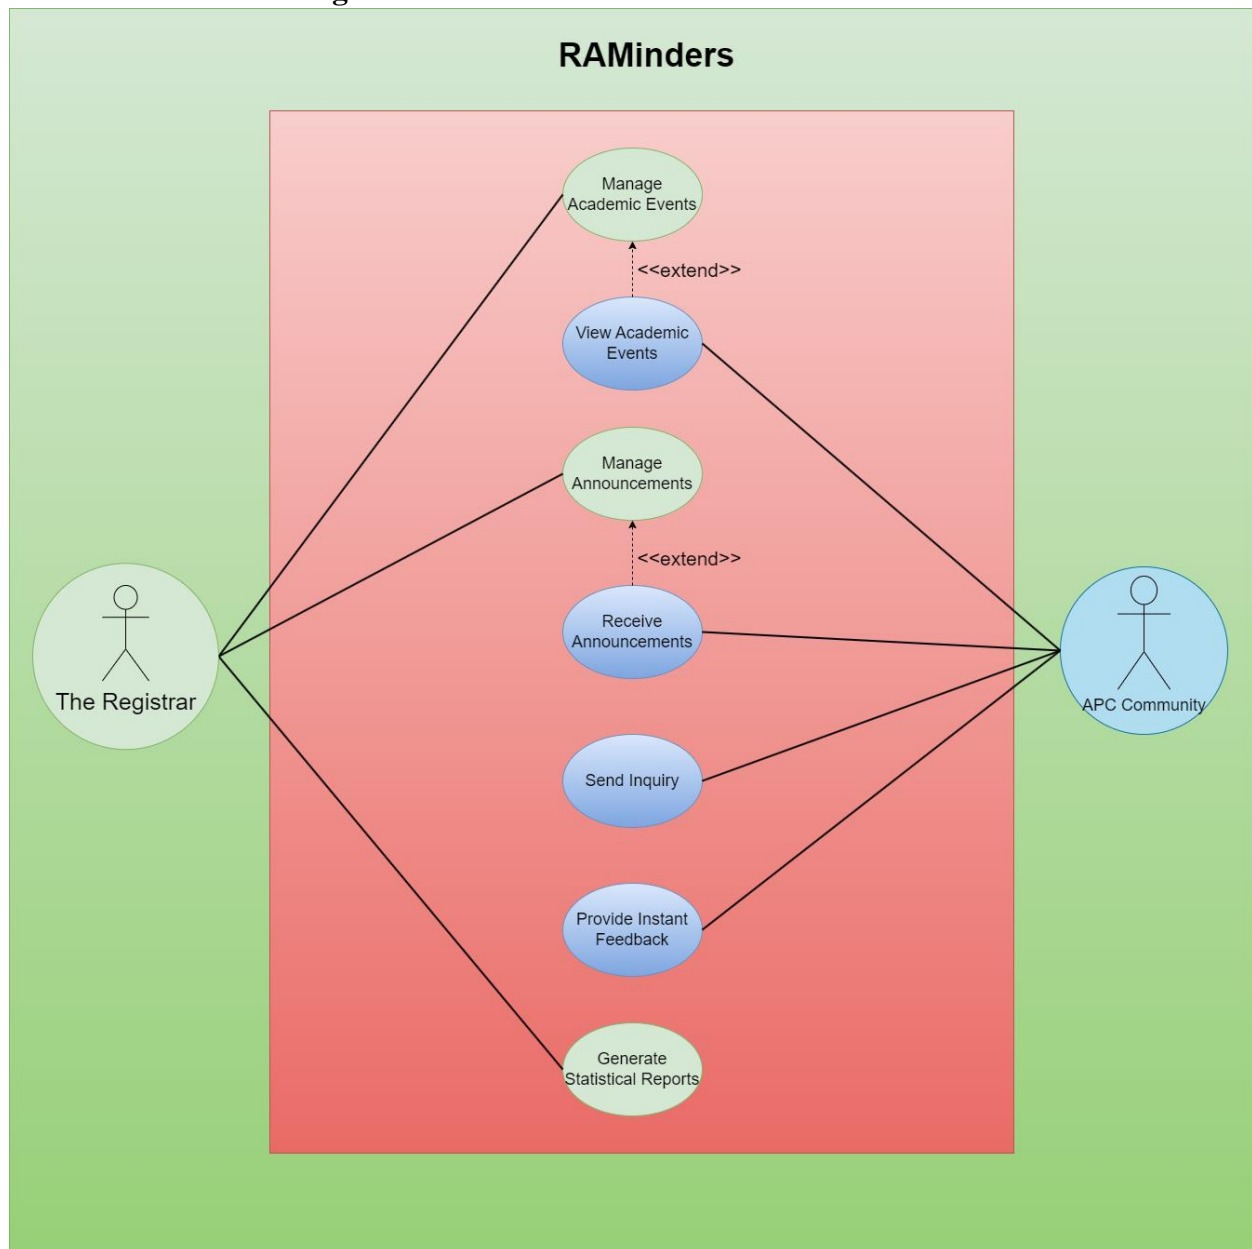 RAMinders
Manage
Academic Events
<<extend>>
View Academic
Events
Manage
Announcements
<<extend>>
Receive
Announcements
The Registrar
APC Community
Send Inquiry
Provide Instant
Feedback
Generate
Statistical Reports